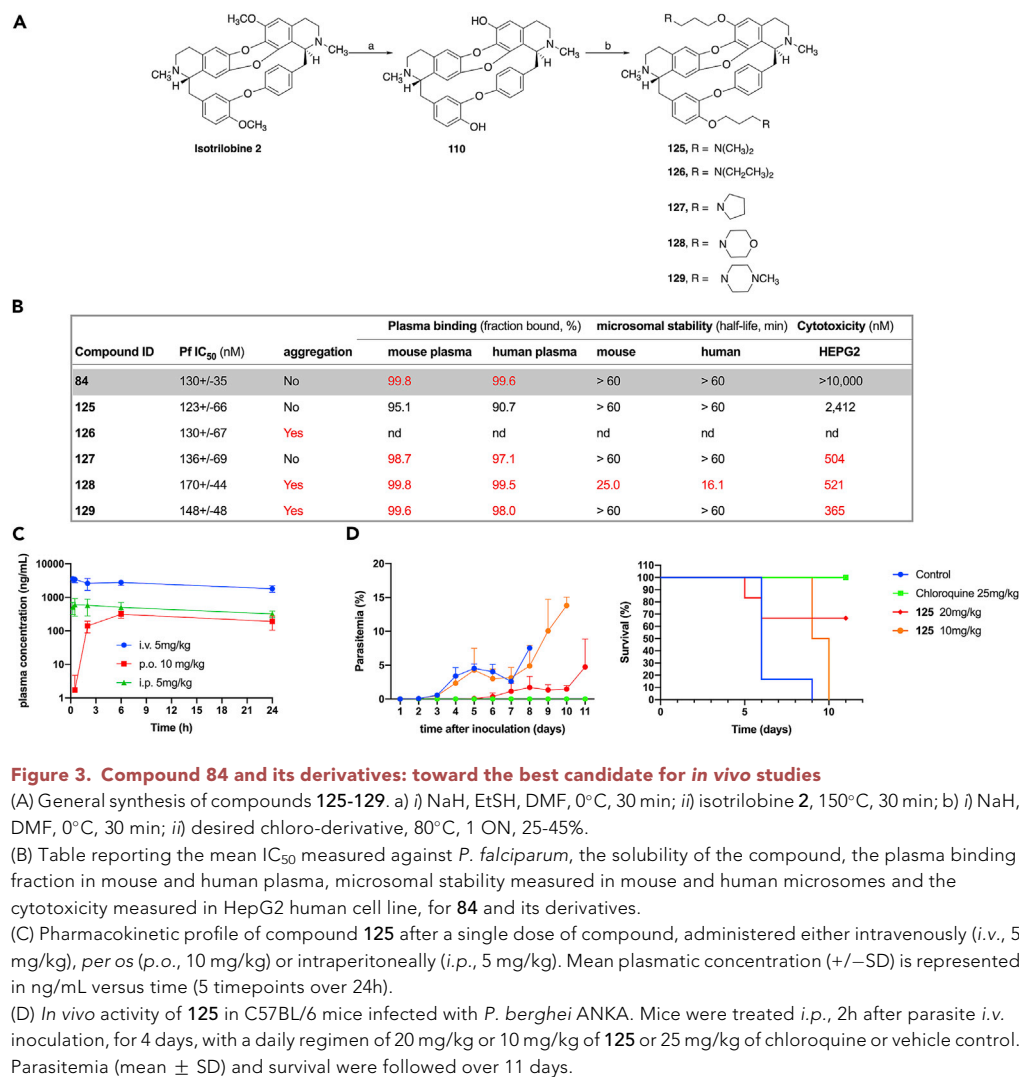 A
H₃CO
N-CH₃
H
O
O
CH₃
N
H
O
OCH₃
Isotrilobine 2
a
HO
N-CH₃
H
O
O
CH₃
N
H
O
OH
110
b
R
O
N-CH₃
H
O
O
CH₃
N
H
O
O
R
125, R = N(CH₃)₂
126, R = N(CH₂CH₃)₂
127, R = N
128, R = N O
129, R = N NCH₃
B
Plasma binding (fraction bound, %) microsomal stability (half-life, min) Cytotoxicity (nM)
Compound ID Pf IC₅₀ (nM) aggregation mouse plasma human plasma mouse human HEPG2
84 130+/-35 No 99.8 99.6 > 60 > 60 >10,000
125 123+/-66 No 95.1 90.7 > 60 > 60 2,412
126 130+/-67 Yes nd nd nd nd nd
127 136+/-69 No 98.7 97.1 > 60 > 60 504
128 170+/-44 Yes 99.8 99.5 25.0 16.1 521
129 148+/-48 Yes 99.6 98.0 > 60 > 60 365
C
plasma concentration (ng/mL)
10000
1000
100
10
1
i.v. 5mg/kg
p.o. 10 mg/kg
i.p. 5mg/kg
0 3 6 9 12 15 18 21 24
Time (h)
D
Parasitemia (%)
20
15
10
5
0
1 2 3 4 5 6 7 8 9 10 11
time after inoculation (days)
Survival (%)
110
100
90
80
70
60
50
40
30
20
10
0
0 5 10
Time (days)
Control
Chloroquine 25mg/kg
125 20mg/kg
125 10mg/kg
Figure 3. Compound 84 and its derivatives: toward the best candidate for in vivo studies
(A) General synthesis of compounds 125-129. a) i) NaH, EtSH, DMF, 0°C, 30 min; ii) isotrilobine 2, 150°C, 30 min; b) i) NaH,
DMF, 0°C, 30 min; ii) desired chloro-derivative, 80°C, 1 ON, 25-45%.
(B) Table reporting the mean IC₅₀ measured against P. falciparum, the solubility of the compound, the plasma binding
fraction in mouse and human plasma, microsomal stability measured in mouse and human microsomes and the
cytotoxicity measured in HepG2 human cell line, for 84 and its derivatives.
(C) Pharmacokinetic profile of compound 125 after a single dose of compound, administered either intravenously (i.v., 5
mg/kg), per os (p.o., 10 mg/kg) or intraperitoneally (i.p., 5 mg/kg). Mean plasmatic concentration (+/−SD) is represented
in ng/mL versus time (5 timepoints over 24h).
(D) In vivo activity of 125 in C57BL/6 mice infected with P. berghei ANKA. Mice were treated i.p., 2h after parasite i.v.
inoculation, for 4 days, with a daily regimen of 20 mg/kg or 10 mg/kg of 125 or 25 mg/kg of chloroquine or vehicle control.
Parasitemia (mean ± SD) and survival were followed over 11 days.